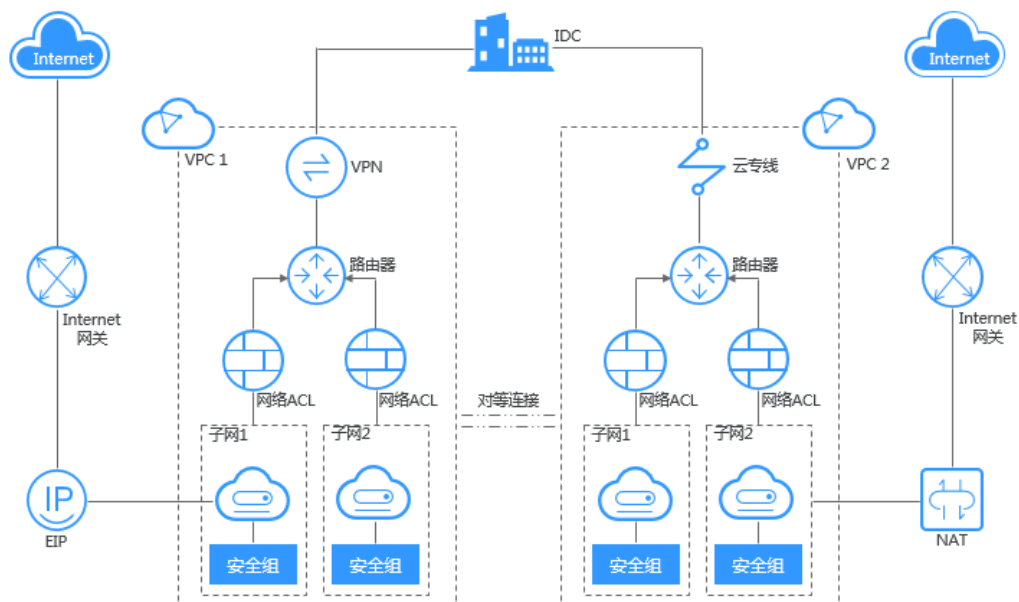 Internet
IDC
Internet
VPC 1
VPN
云专线
VPC 2
路由器
路由器
Internet
网关
Internet
网关
网络ACL
网络ACL
对等连接
网络ACL
网络ACL
子网1
子网2
子网1
子网2
IP
EIP
NAT
安全组
安全组
安全组
安全组